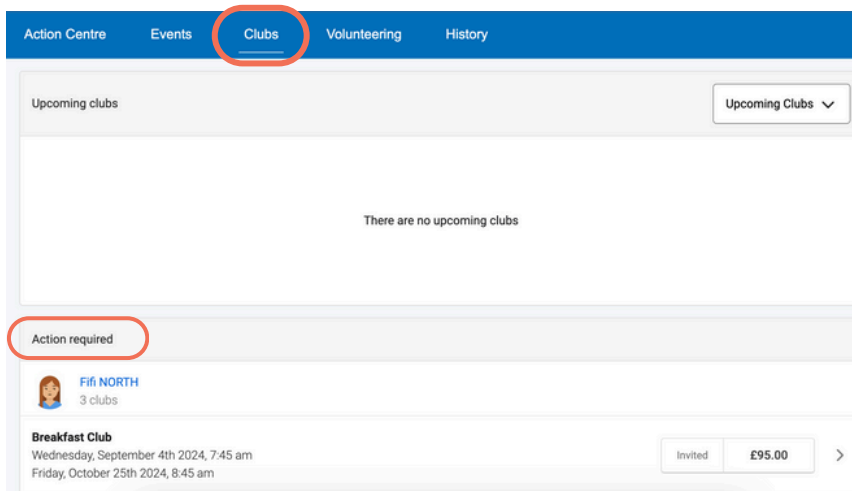 Action Centre Events Clubs Volunteering History
Upcoming clubs Upcoming Clubs
There are no upcoming clubs
Action required
Fifi NORTH
3 clubs
Breakfast Club
Wednesday, September 4th 2024, 7:45 am
Invited £95.00
Friday, October 25th 2024, 8:45 am